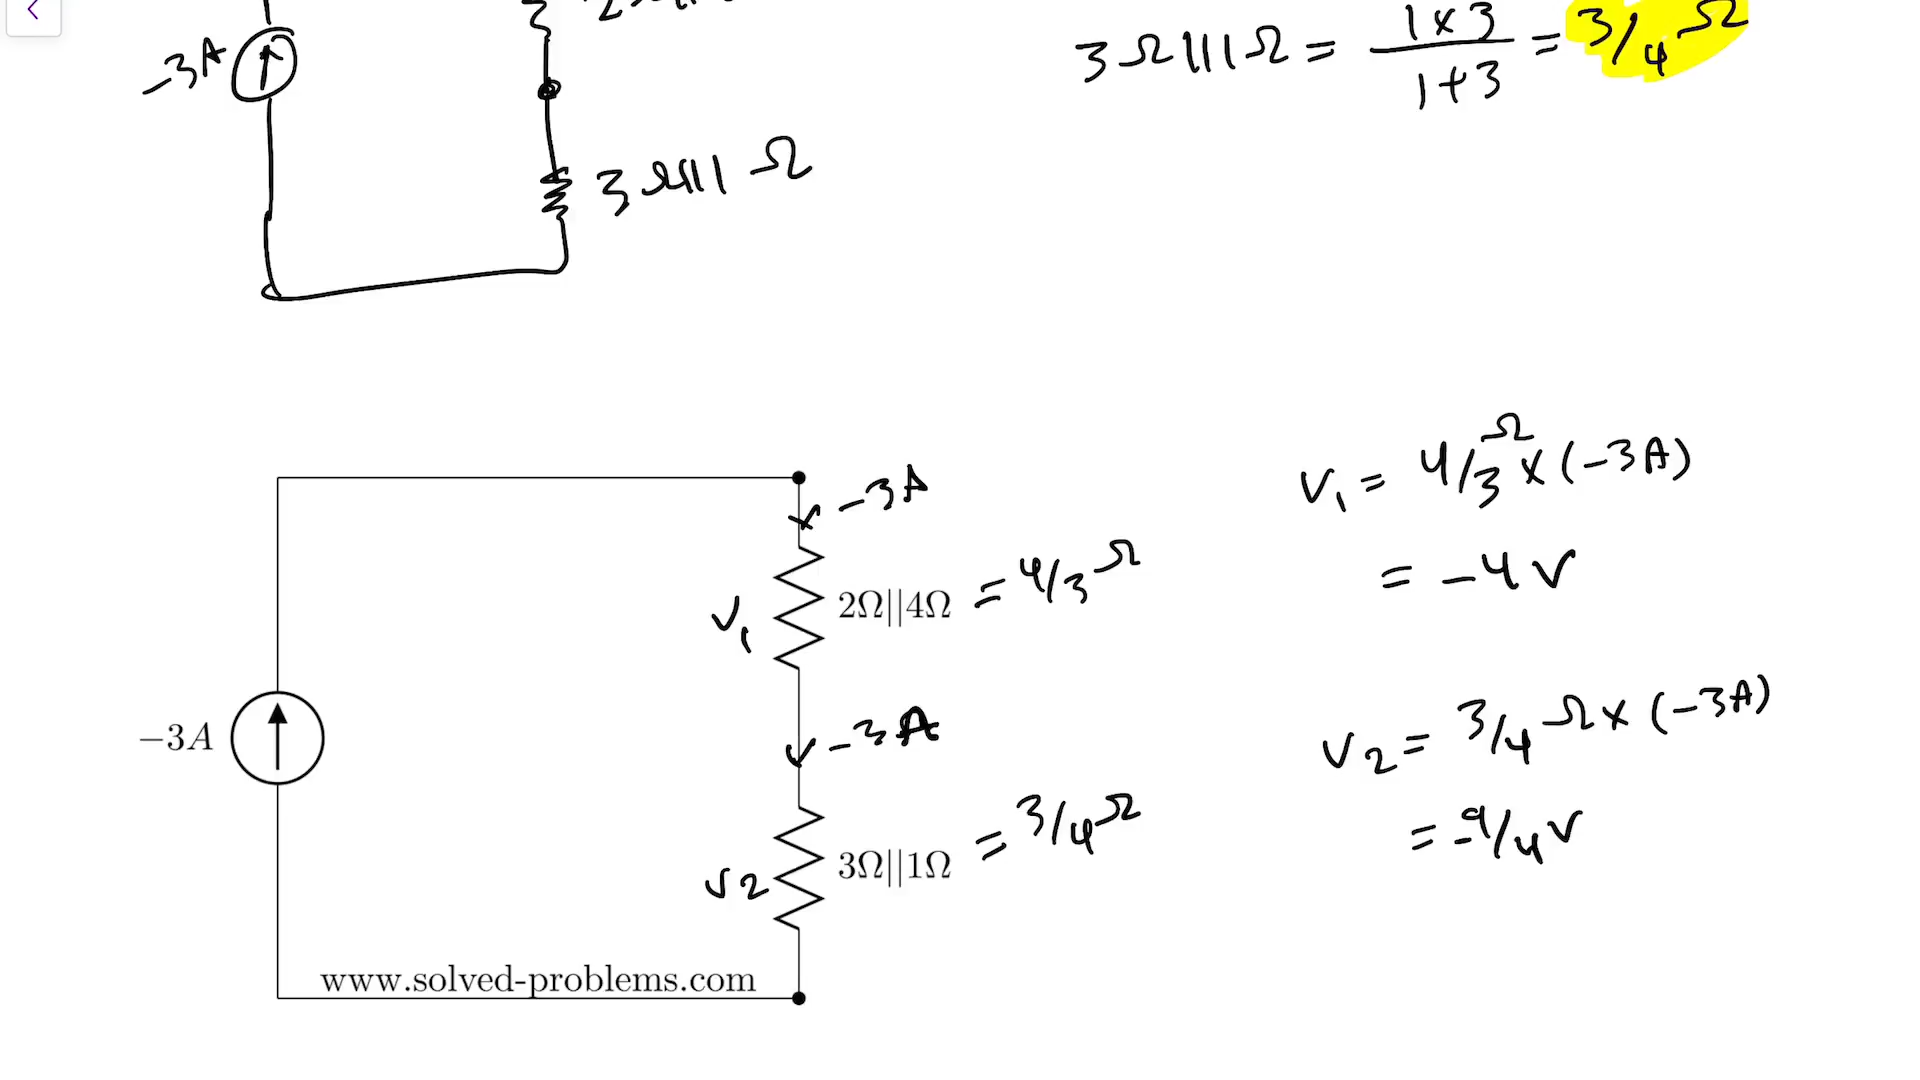 -3A
3Ω||1Ω = 1×3 / 1+3 = 3/4 Ω
3Ω||1Ω
-3A
V1 = 4/3 Ω × (-3A)
= -4V
2Ω||4Ω = 4/3 Ω
V1
-3A
-3A
V2 = 3/4 Ω × (-3A)
= -9/4 V
3Ω||1Ω = 3/4 Ω
V2
www.solved-problems.com